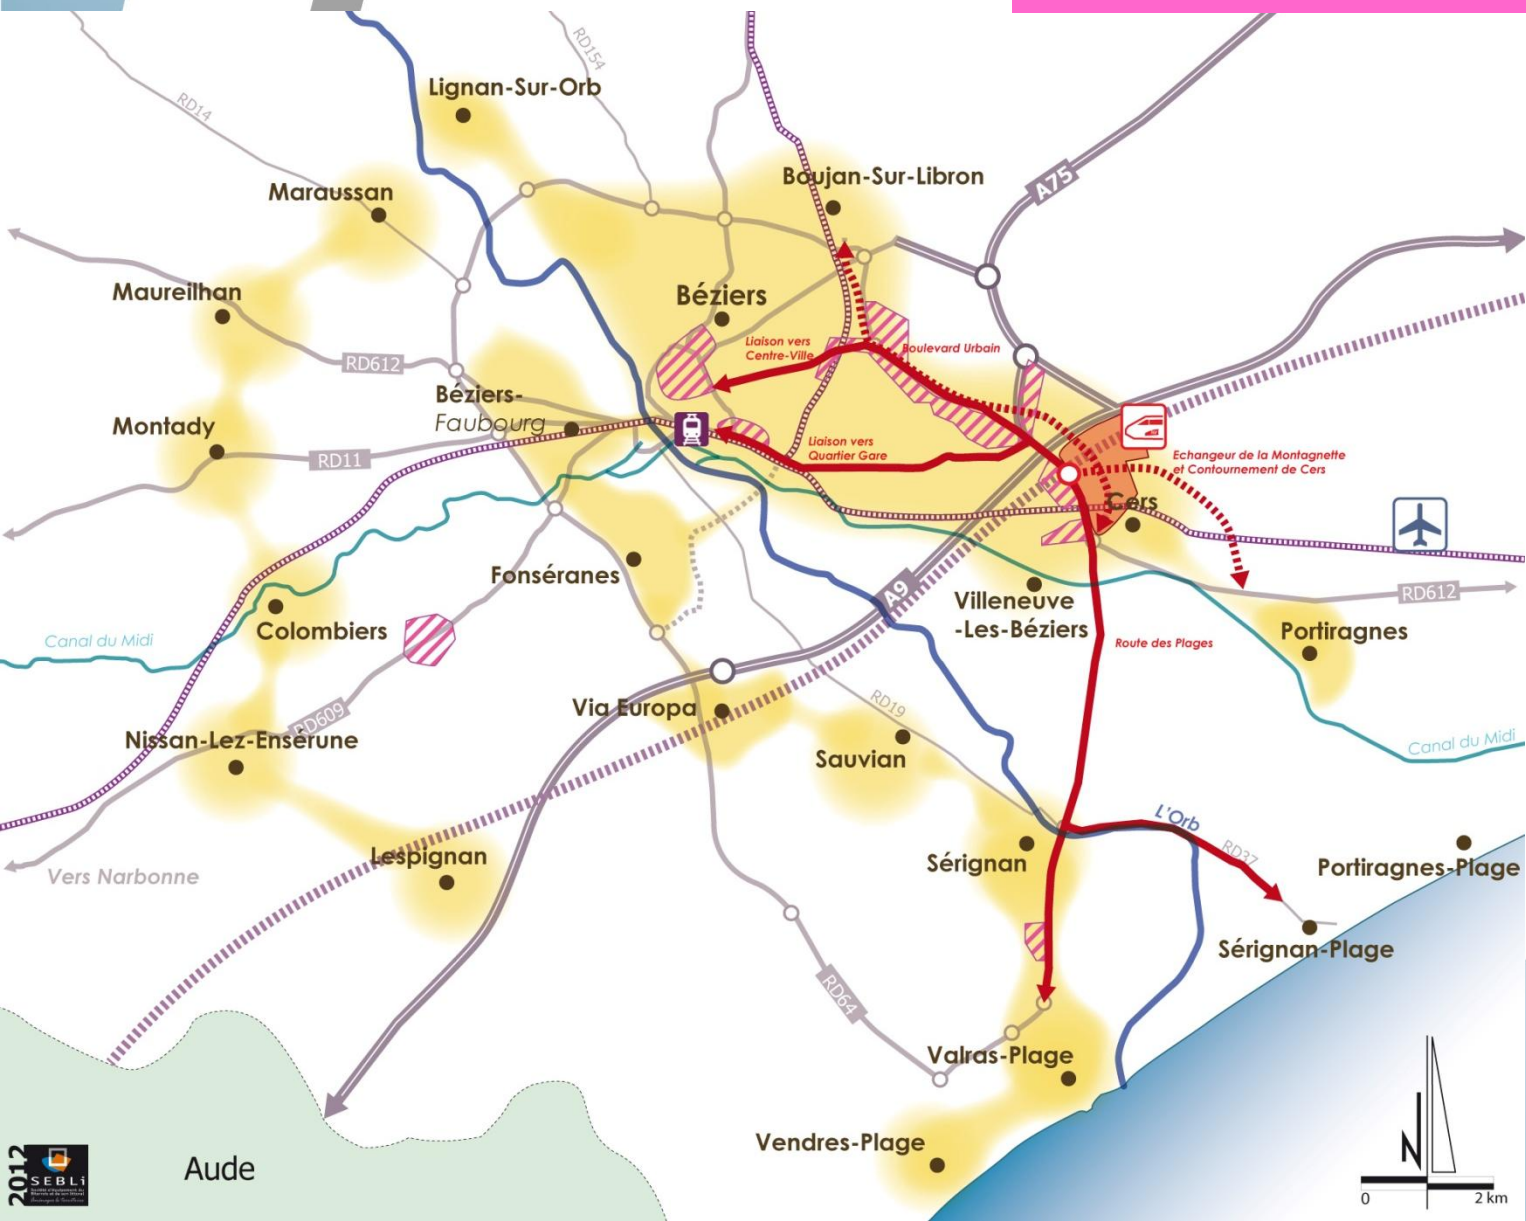 RD154
Lignan-Sur-Orb
RD14
Boujan-Sur-Libron
A75
Maraussan
Maureilhan
Béziers
Liaison vers
Centre-Ville
Boulevard Urbain
RD612
Béziers-
Faubourg
Montady
RD11
Liaison vers
Quartier Gare
Echangeur de la Montagnette
et Contournement de Cers
Cers
Fonséranes
A9
Villeneuve
-Les-Béziers
RD612
Canal du Midi
Colombiers
Portiragnes
Route des Plages
RD609
Via Europa
RD19
Nissan-Lez-Ensérune
Sauvian
Canal du Midi
L'Orb
Lespignan
Sérignan
RD37
Portiragnes-Plage
Vers Narbonne
Sérignan-Plage
RD64
Valras-Plage
Vendres-Plage
N
2012
SEBLi
Aude
0 2 km